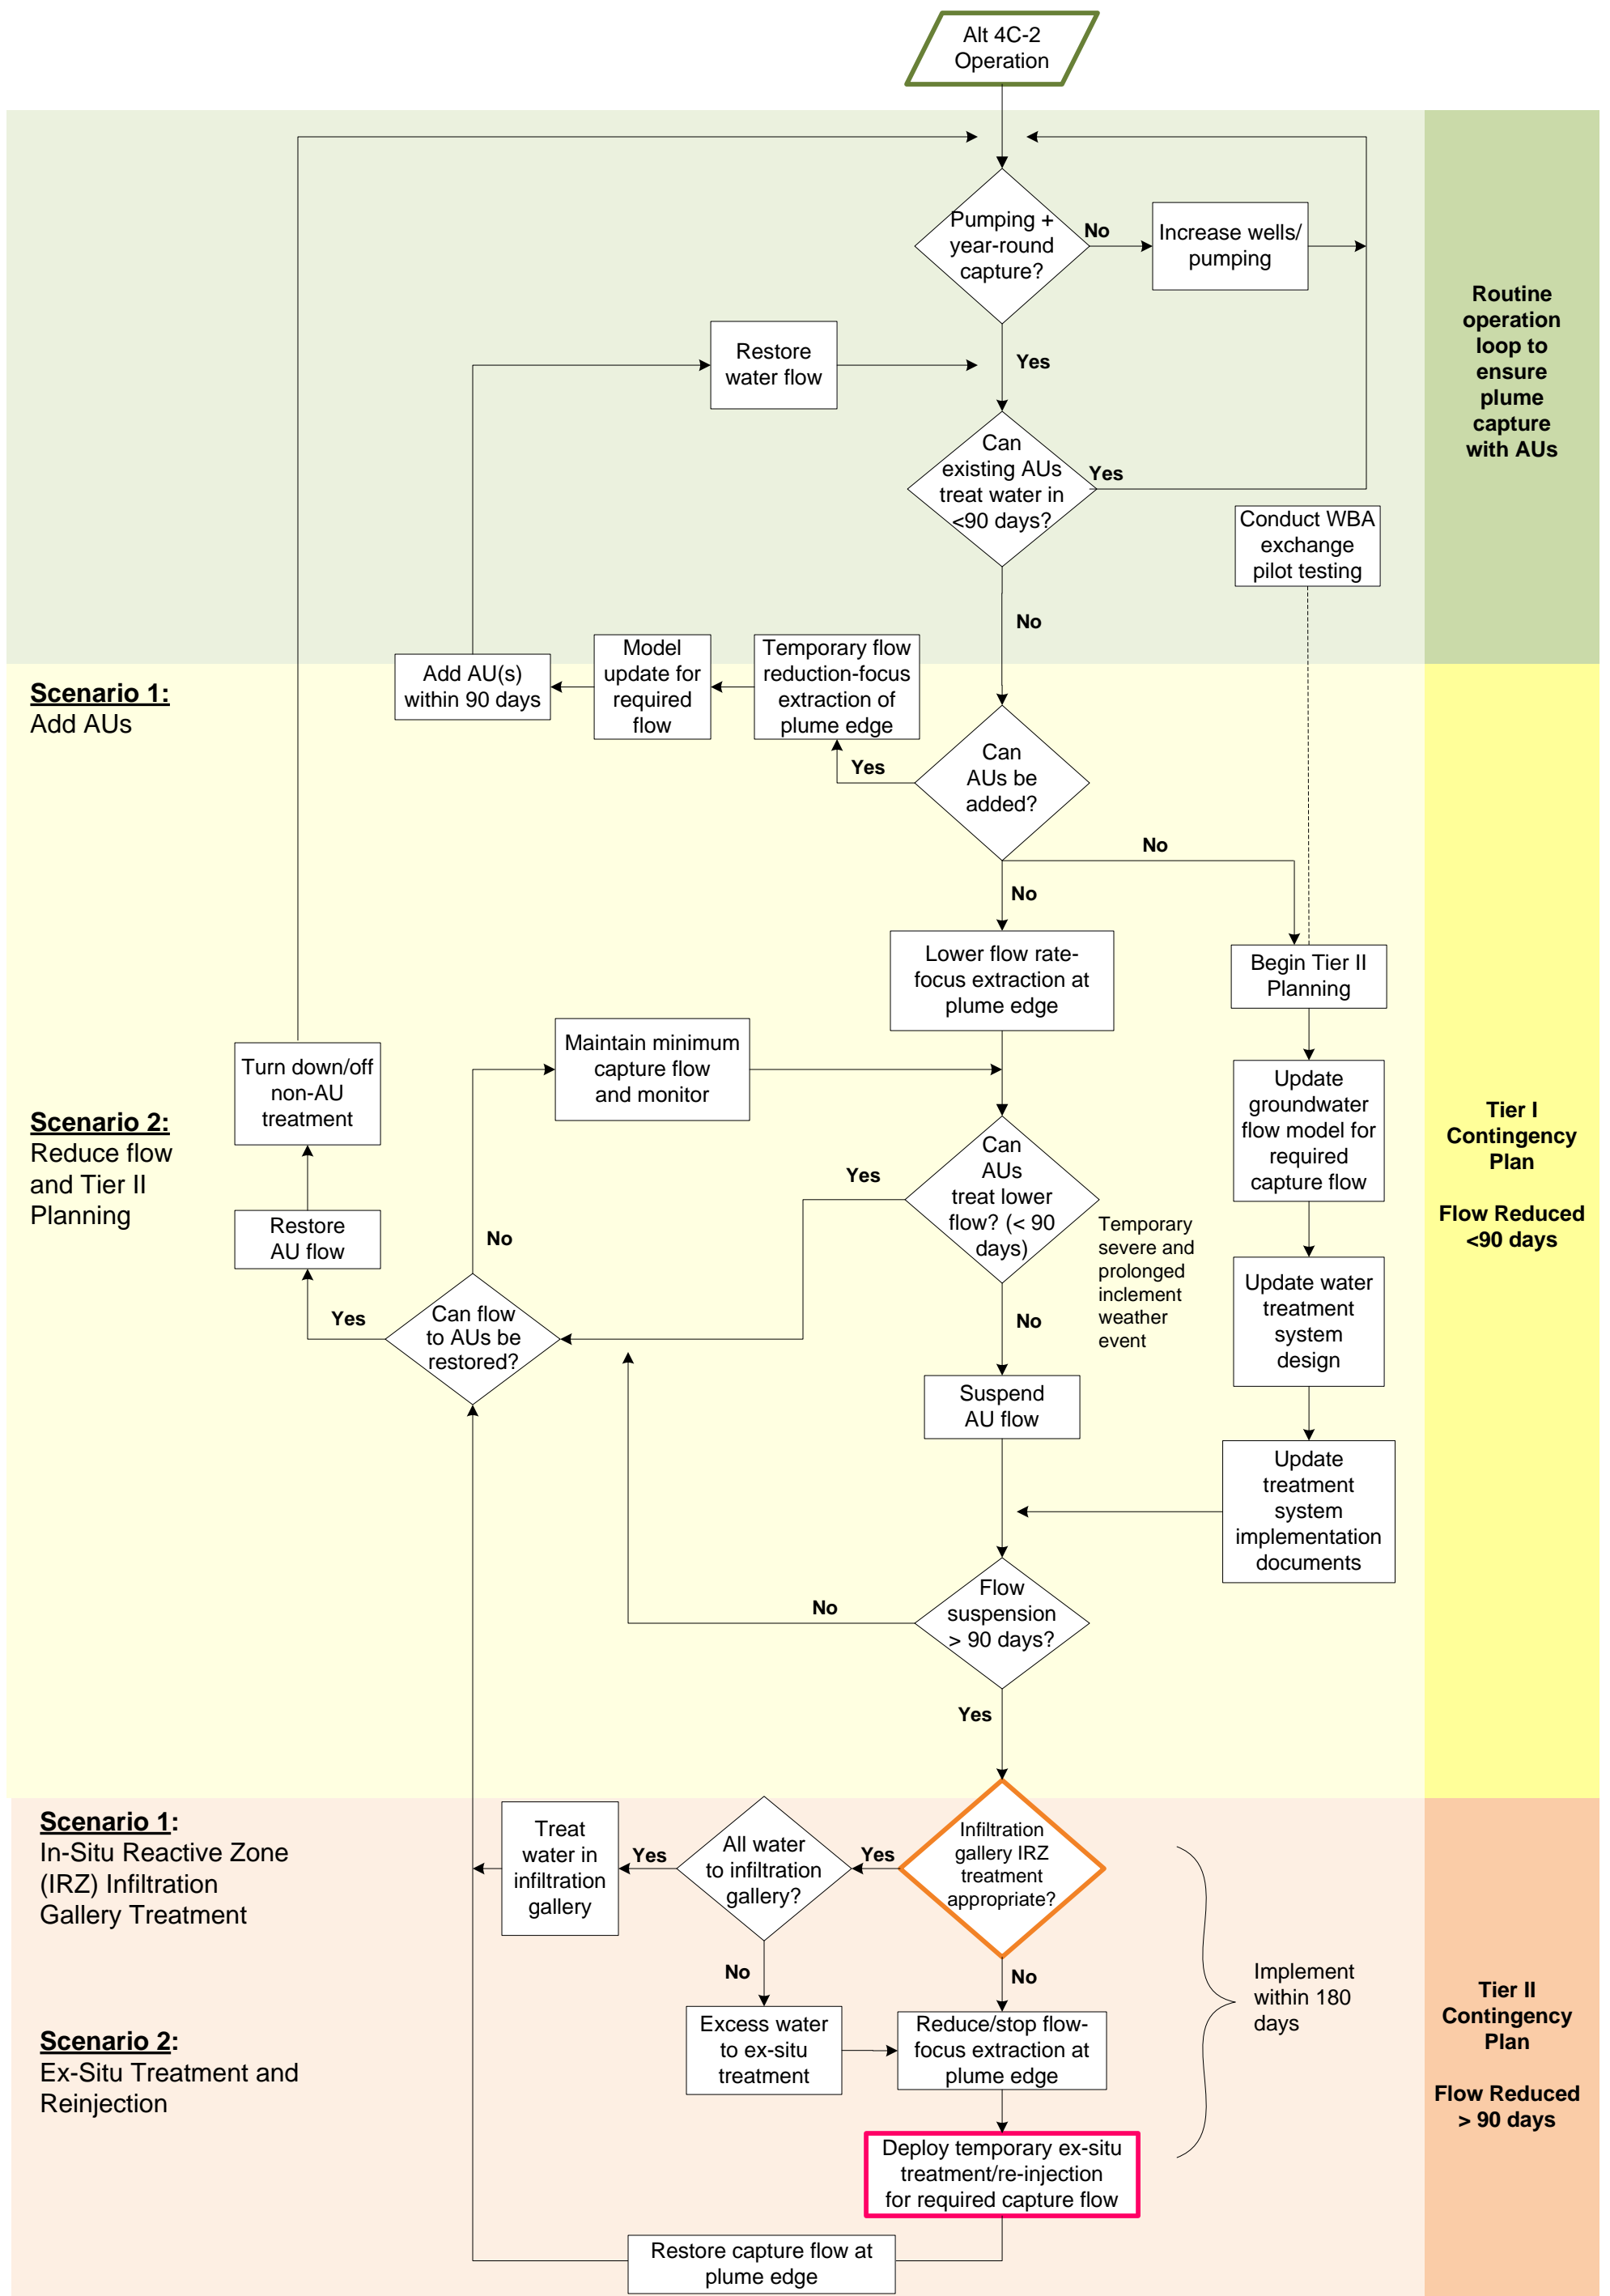 Alt 4C-2
Operation
Pumping +
year-round
capture?
No
Increase wells/
pumping
Routine
operation
loop to
ensure
plume
capture
with AUs
Restore
water flow
Yes
Can
existing AUs
treat water in
<90 days?
Yes
Conduct WBA
exchange
pilot testing
No
Scenario 1:
Add AUs
Add AU(s)
within 90 days
Model
update for
required
flow
Temporary flow
reduction-focus
extraction of
plume edge
Yes
Can
AUs be
added?
No
No
Lower flow rate-
focus extraction at
plume edge
Begin Tier II
Planning
Turn down/off
non-AU
treatment
Maintain minimum
capture flow
and monitor
Update
groundwater
flow model for
required
capture flow
Scenario 2:
Reduce flow
and Tier II
Planning
Tier I
Contingency
Plan
Flow Reduced
<90 days
Can
AUs
treat lower
flow? (< 90
days)
Yes
Restore
AU flow
No
Temporary
severe and
prolonged
inclement
weather
event
Update water
treatment
system
design
Yes
Can flow
to AUs be
restored?
No
Suspend
AU flow
Update
treatment
system
implementation
documents
Flow
suspension
> 90 days?
No
Yes
Scenario 1:
In-Situ Reactive Zone
(IRZ) Infiltration
Gallery Treatment
Treat
water in
infiltration
gallery
Yes
All water
to infiltration
gallery?
Yes
Infiltration
gallery IRZ
treatment
appropriate?
No
No
Implement
within 180
days
Tier II
Contingency
Plan
Flow Reduced
> 90 days
Scenario 2:
Ex-Situ Treatment and
Reinjection
Excess water
to ex-situ
treatment
Reduce/stop flow-
focus extraction at
plume edge
Deploy temporary ex-situ
treatment/re-injection
for required capture flow
Restore capture flow at
plume edge